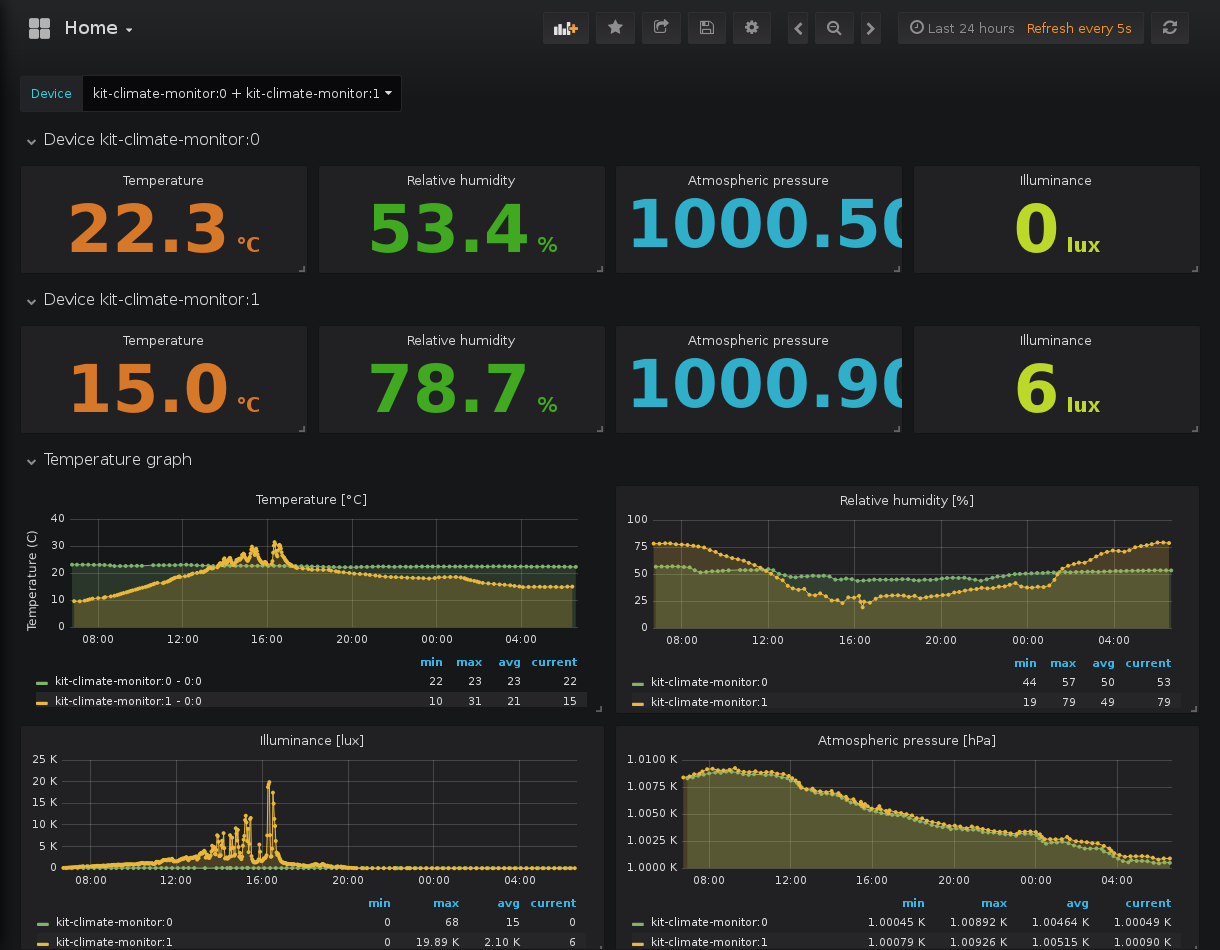 Home
Last 24 hours Refresh every 5s
Device kit-climate-monitor:0 + kit-climate-monitor:1
Device kit-climate-monitor:0
Temperature Relative humidity Atmospheric pressure Illuminance
22.3 °C 53.4 % 1000.50 0 lux
Device kit-climate-monitor:1
Temperature Relative humidity Atmospheric pressure Illuminance
15.0 °C 78.7 % 1000.90 6 lux
Temperature graph
Temperature [°C]
Temperature (C)
40
30
20
10
0
08:00 12:00 16:00 20:00 00:00 04:00
min max avg current
kit-climate-monitor:0 - 0:0 22 23 23 22
kit-climate-monitor:1 - 0:0 10 31 21 15
Relative humidity [%]
100
75
50
25
0
08:00 12:00 16:00 20:00 00:00 04:00
min max avg current
kit-climate-monitor:0 44 57 50 53
kit-climate-monitor:1 19 79 49 79
Illuminance [lux]
25 K
20 K
15 K
10 K
5 K
0
08:00 12:00 16:00 20:00 00:00 04:00
min max avg current
kit-climate-monitor:0 0 68 15 0
kit-climate-monitor:1 0 19.89 K 2.10 K 6
Atmospheric pressure [hPa]
1.0100 K
1.0075 K
1.0050 K
1.0025 K
1.0000 K
08:00 12:00 16:00 20:00 00:00 04:00
min max avg current
kit-climate-monitor:0 1.00045 K 1.00892 K 1.00464 K 1.00049 K
kit-climate-monitor:1 1.00079 K 1.00926 K 1.00515 K 1.00090 K